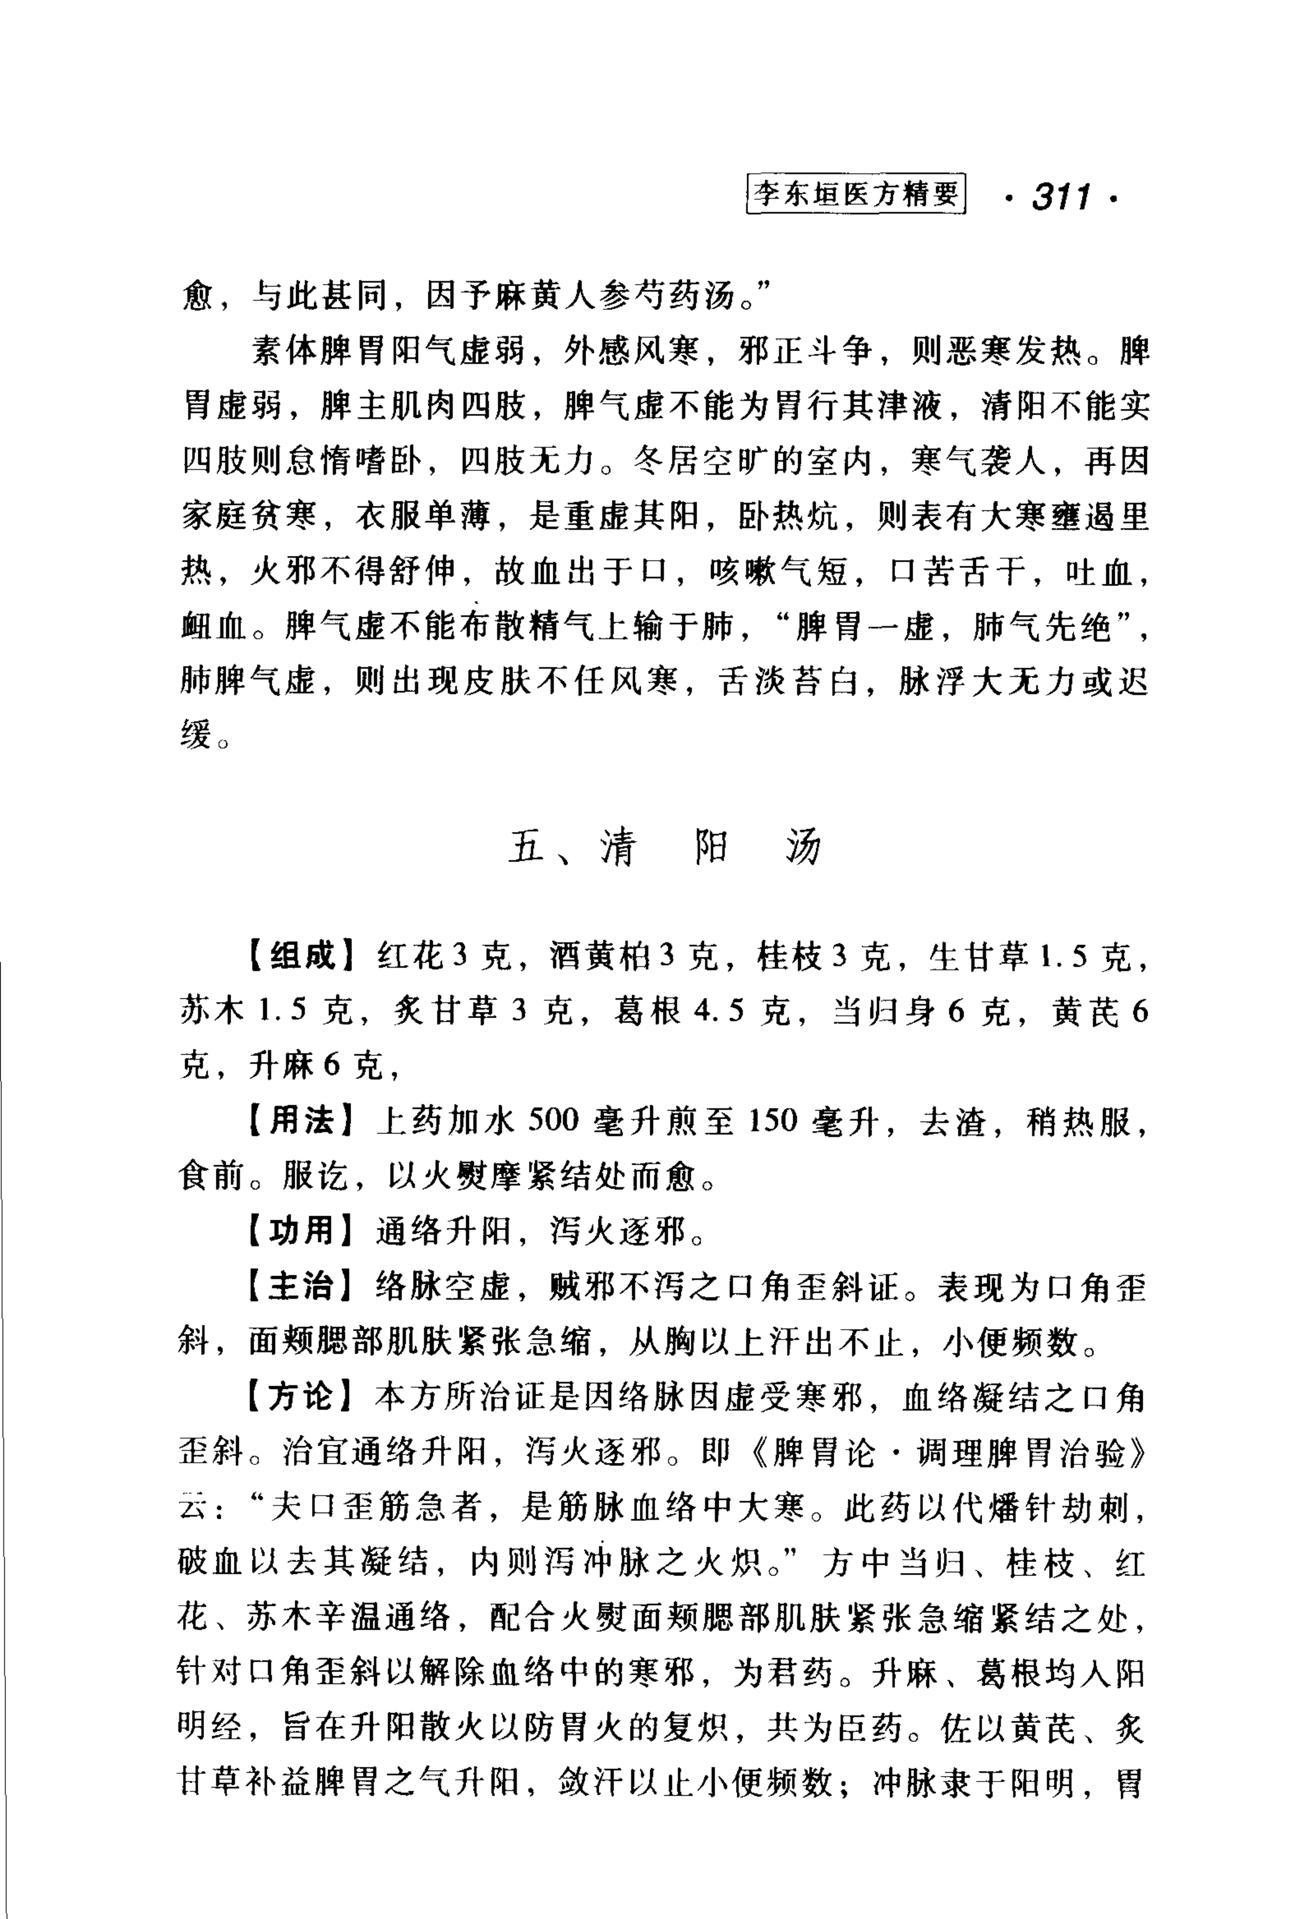 李东垣医方精要 · 311 ·
愈，与此甚同，因予麻黄人参芍药汤。”
素体脾胃阳气虚弱，外感风寒，邪正斗争，则恶寒发热。脾
胃虚弱，脾主肌肉四肢，脾气虚不能为胃行其津液，清阳不能实
四肢则怠惰嗜卧，四肢无力。冬居空旷的室内，寒气袭人，再因
家庭贫寒，衣服单薄，是重虚其阳，卧热炕，则表有大寒壅遏里
热，火邪不得舒伸，故血出于口，咳嗽气短，口苦舌干，吐血，
衄血。脾气虚不能布散精气上输于肺，“脾胃一虚，肺气先绝”，
肺脾气虚，则出现皮肤不任风寒，舌淡苔白，脉浮大无力或迟
缓。
五、清 阳 汤
【组成】红花3克，酒黄柏3克，桂枝3克，生甘草1.5克，
苏木1.5克，炙甘草3克，葛根4.5克，当归身6克，黄芪6
克，升麻6克，
【用法】上药加水500毫升煎至150毫升，去渣，稍热服，
食前。服讫，以火熨摩紧结处而愈。
【功用】通络升阳，泻火逐邪。
【主治】络脉空虚，贼邪不泻之口角歪斜证。表现为口角歪
斜，面颊腮部肌肤紧张急缩，从胸以上汗出不止，小便频数。
【方论】本方所治证是因络脉因虚受寒邪，血络凝结之口角
歪斜。治宜通络升阳，泻火逐邪。即《脾胃论·调理脾胃治验》
云：“夫口歪筋急者，是筋脉血络中大寒。此药以代燔针劫刺，
破血以去其凝结，内则泻冲脉之火炽。”方中当归、桂枝、红
花、苏木辛温通络，配合火熨面颊腮部肌肤紧张急缩紧结之处，
针对口角歪斜以解除血络中的寒邪，为君药。升麻、葛根均入阳
明经，旨在升阳散火以防胃火的复炽，共为臣药。佐以黄芪、炙
甘草补益脾胃之气升阳，敛汗以止小便频数；冲脉隶于阳明，胃